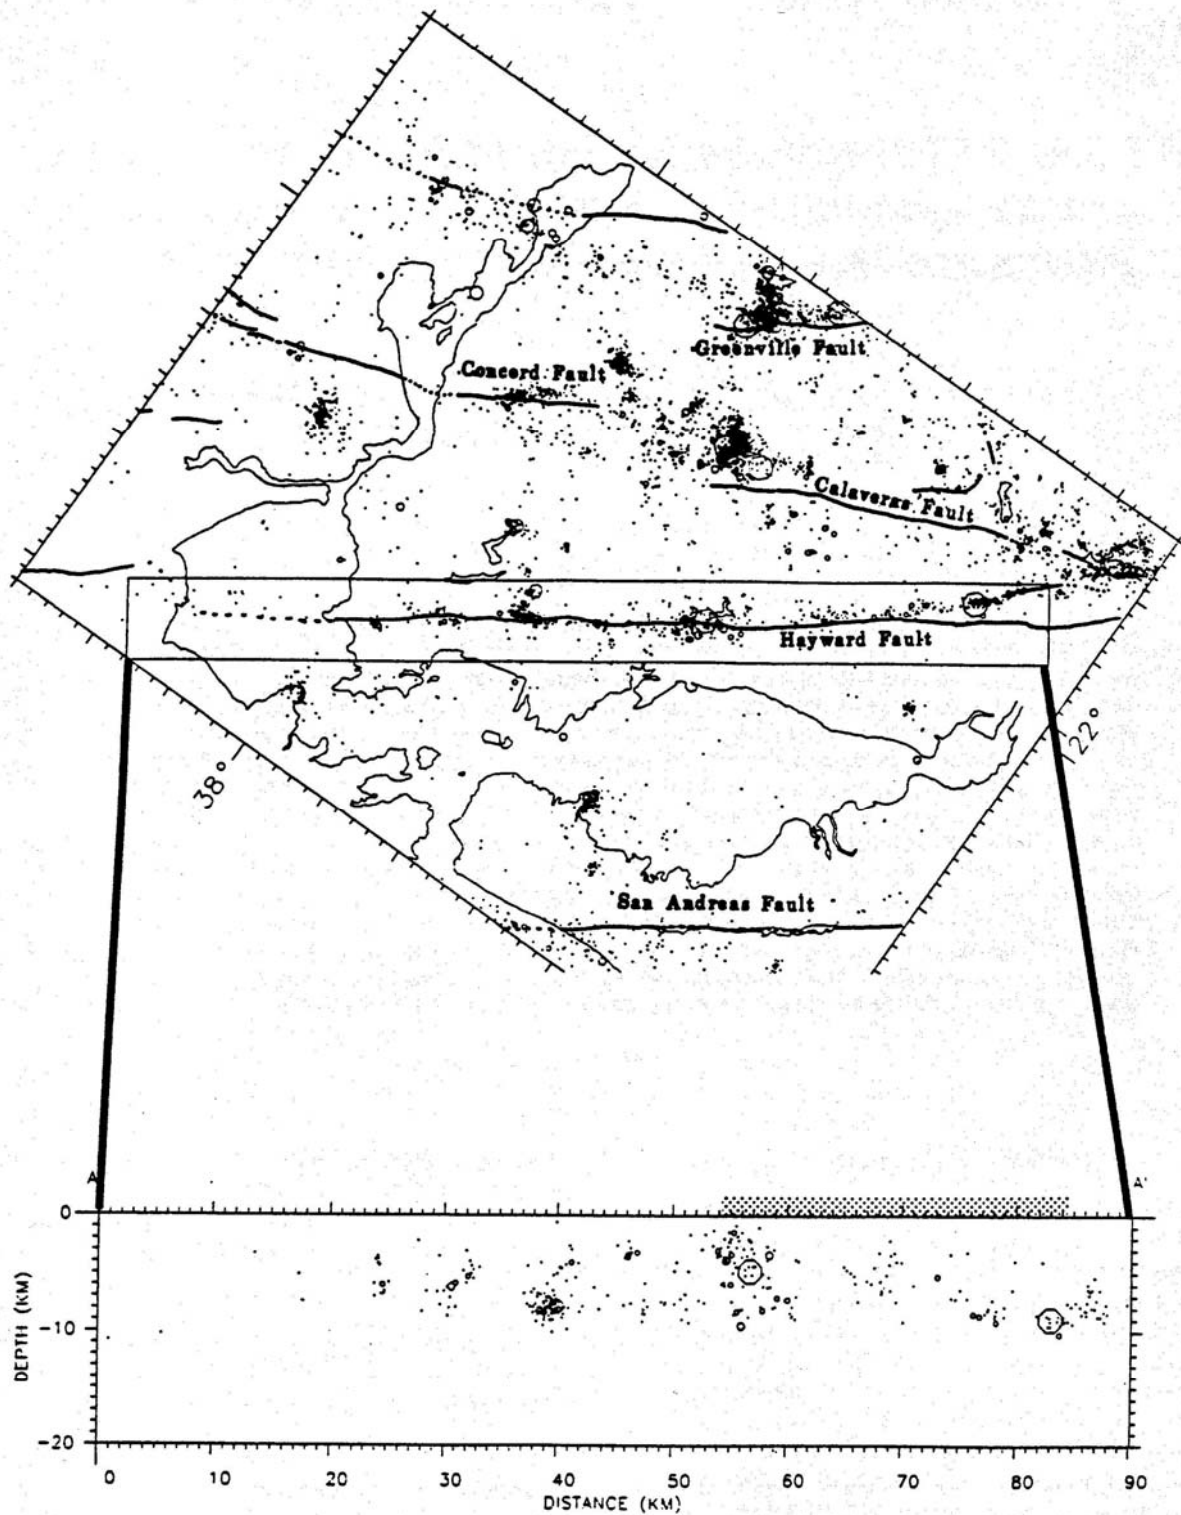 Greenville Fault
Concord Fault
Calaveras Fault
Hayward Fault
38°
22°
San Andreas Fault
A
A'
0
-10
-20
DEPTH (KM)
0 10 20 30 40 50 60 70 80 90
DISTANCE (KM)